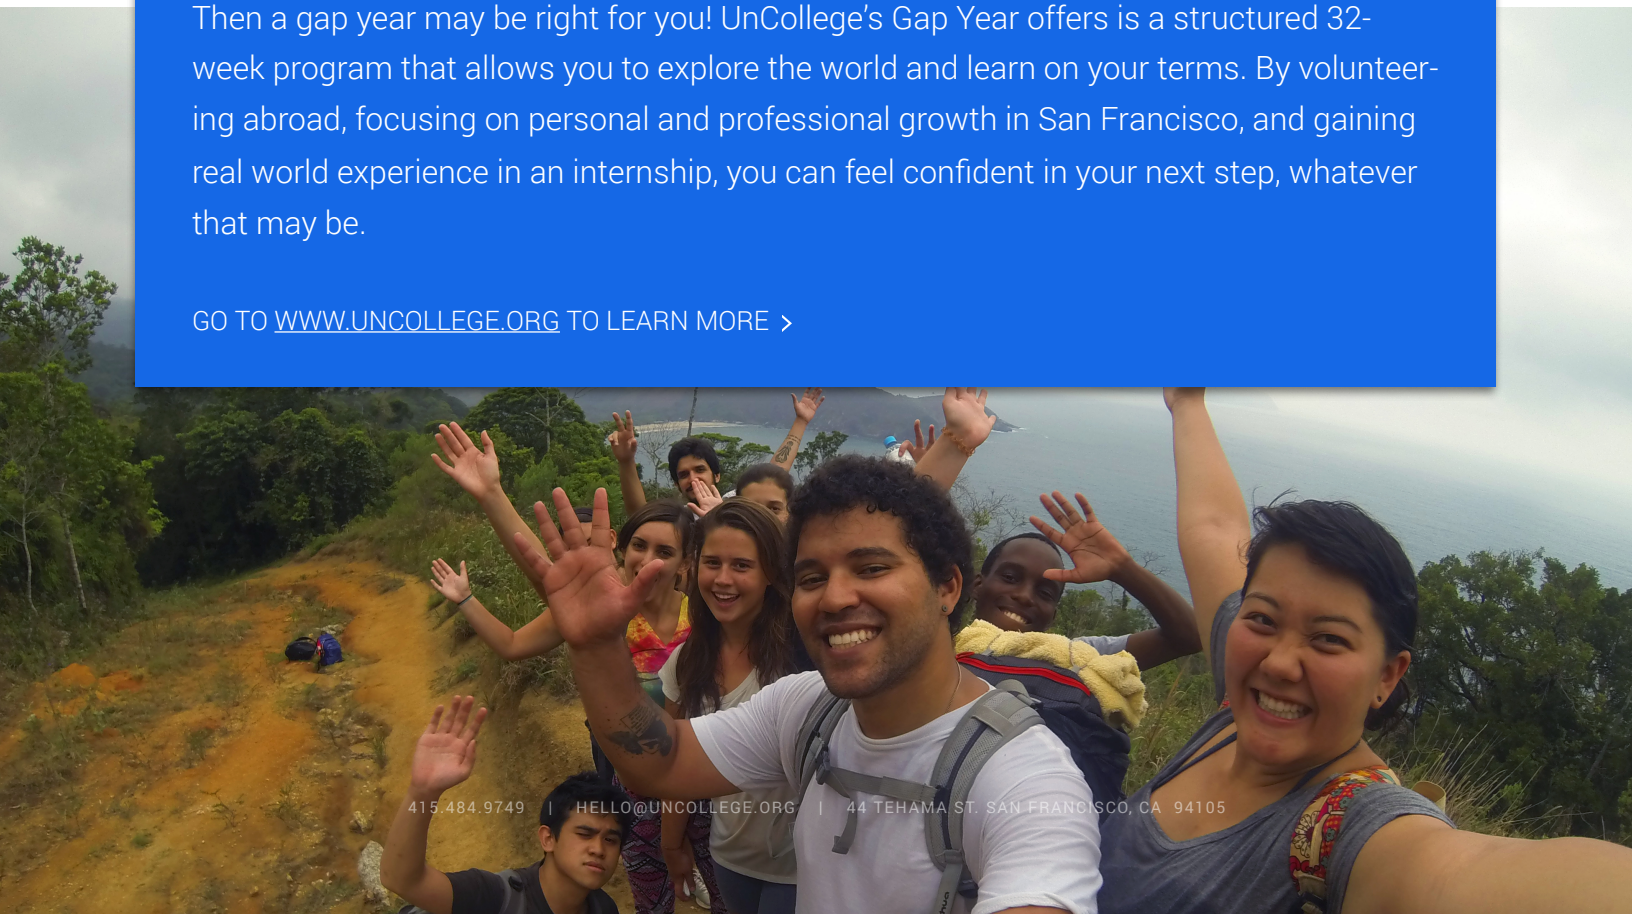 Then a gap year may be right for you! UnCollege’s Gap Year offers is a structured 32-
week program that allows you to explore the world and learn on your terms. By volunteer-
ing abroad, focusing on personal and professional growth in San Francisco, and gaining
real world experience in an internship, you can feel confident in your next step, whatever
that may be.
GO TO WWW.UNCOLLEGE.ORG TO LEARN MORE >
415.484.9749 | HELLO@UNCOLLEGE.ORG | 44 TEHAMA ST. SAN FRANCISCO, CA 94105